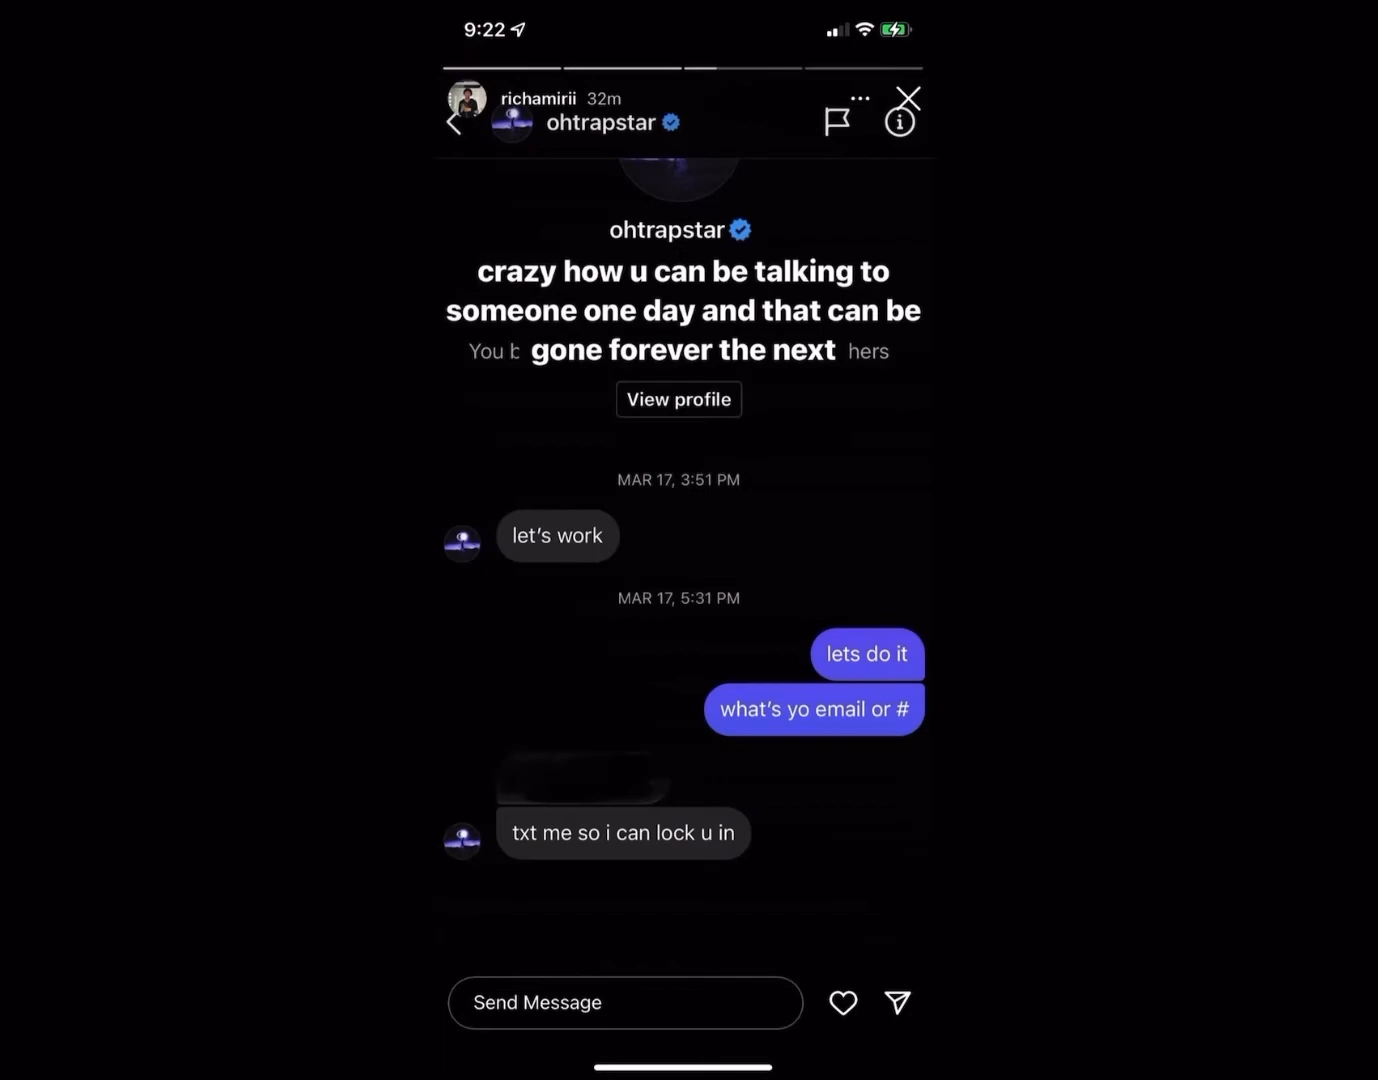 9:22
richamirii 32m
ohtrapstar
ohtrapstar
crazy how u can be talking to
someone one day and that can be
You gone forever the next hers
View profile
MAR 17, 3:51 PM
let's work
MAR 17, 5:31 PM
lets do it
what's yo email or #
txt me so i can lock u in
Send Message